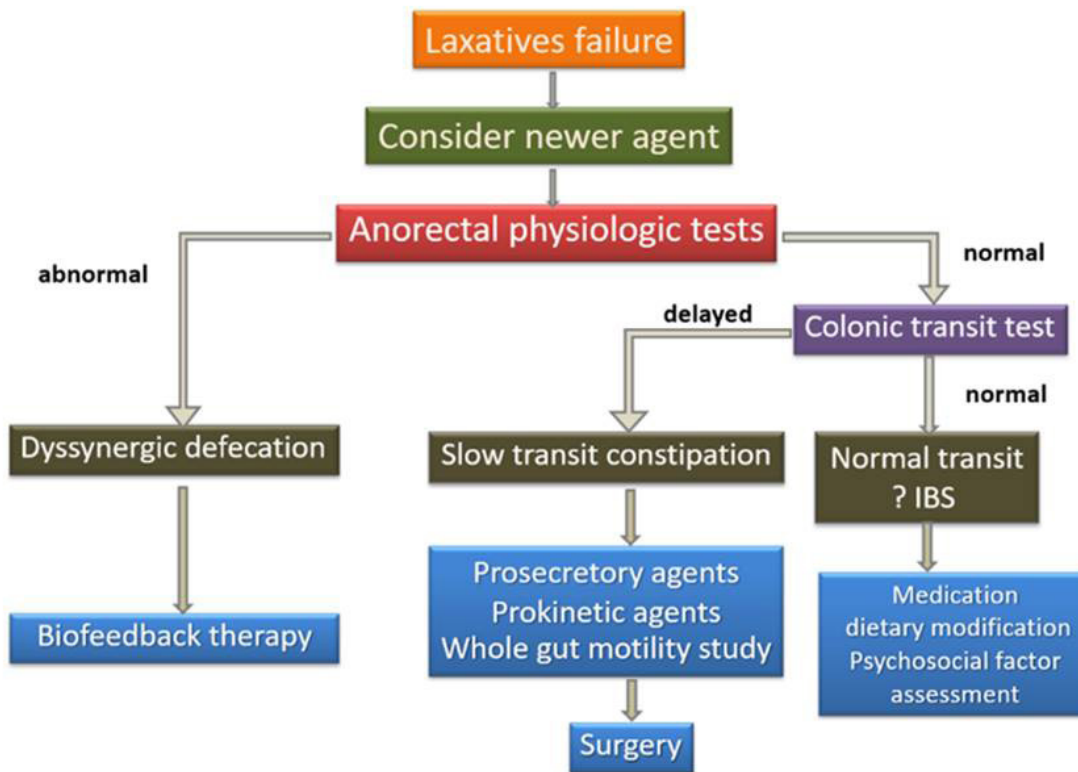 Laxatives failure
Consider newer agent
Anorectal physiologic tests
abnormal
normal
delayed
Colonic transit test
normal
Dyssynergic defecation
Slow transit constipation
Normal transit
? IBS
Prosecretory agents
Prokinetic agents
Whole gut motility study
Medication
dietary modification
Psychosocial factor
assessment
Biofeedback therapy
Surgery